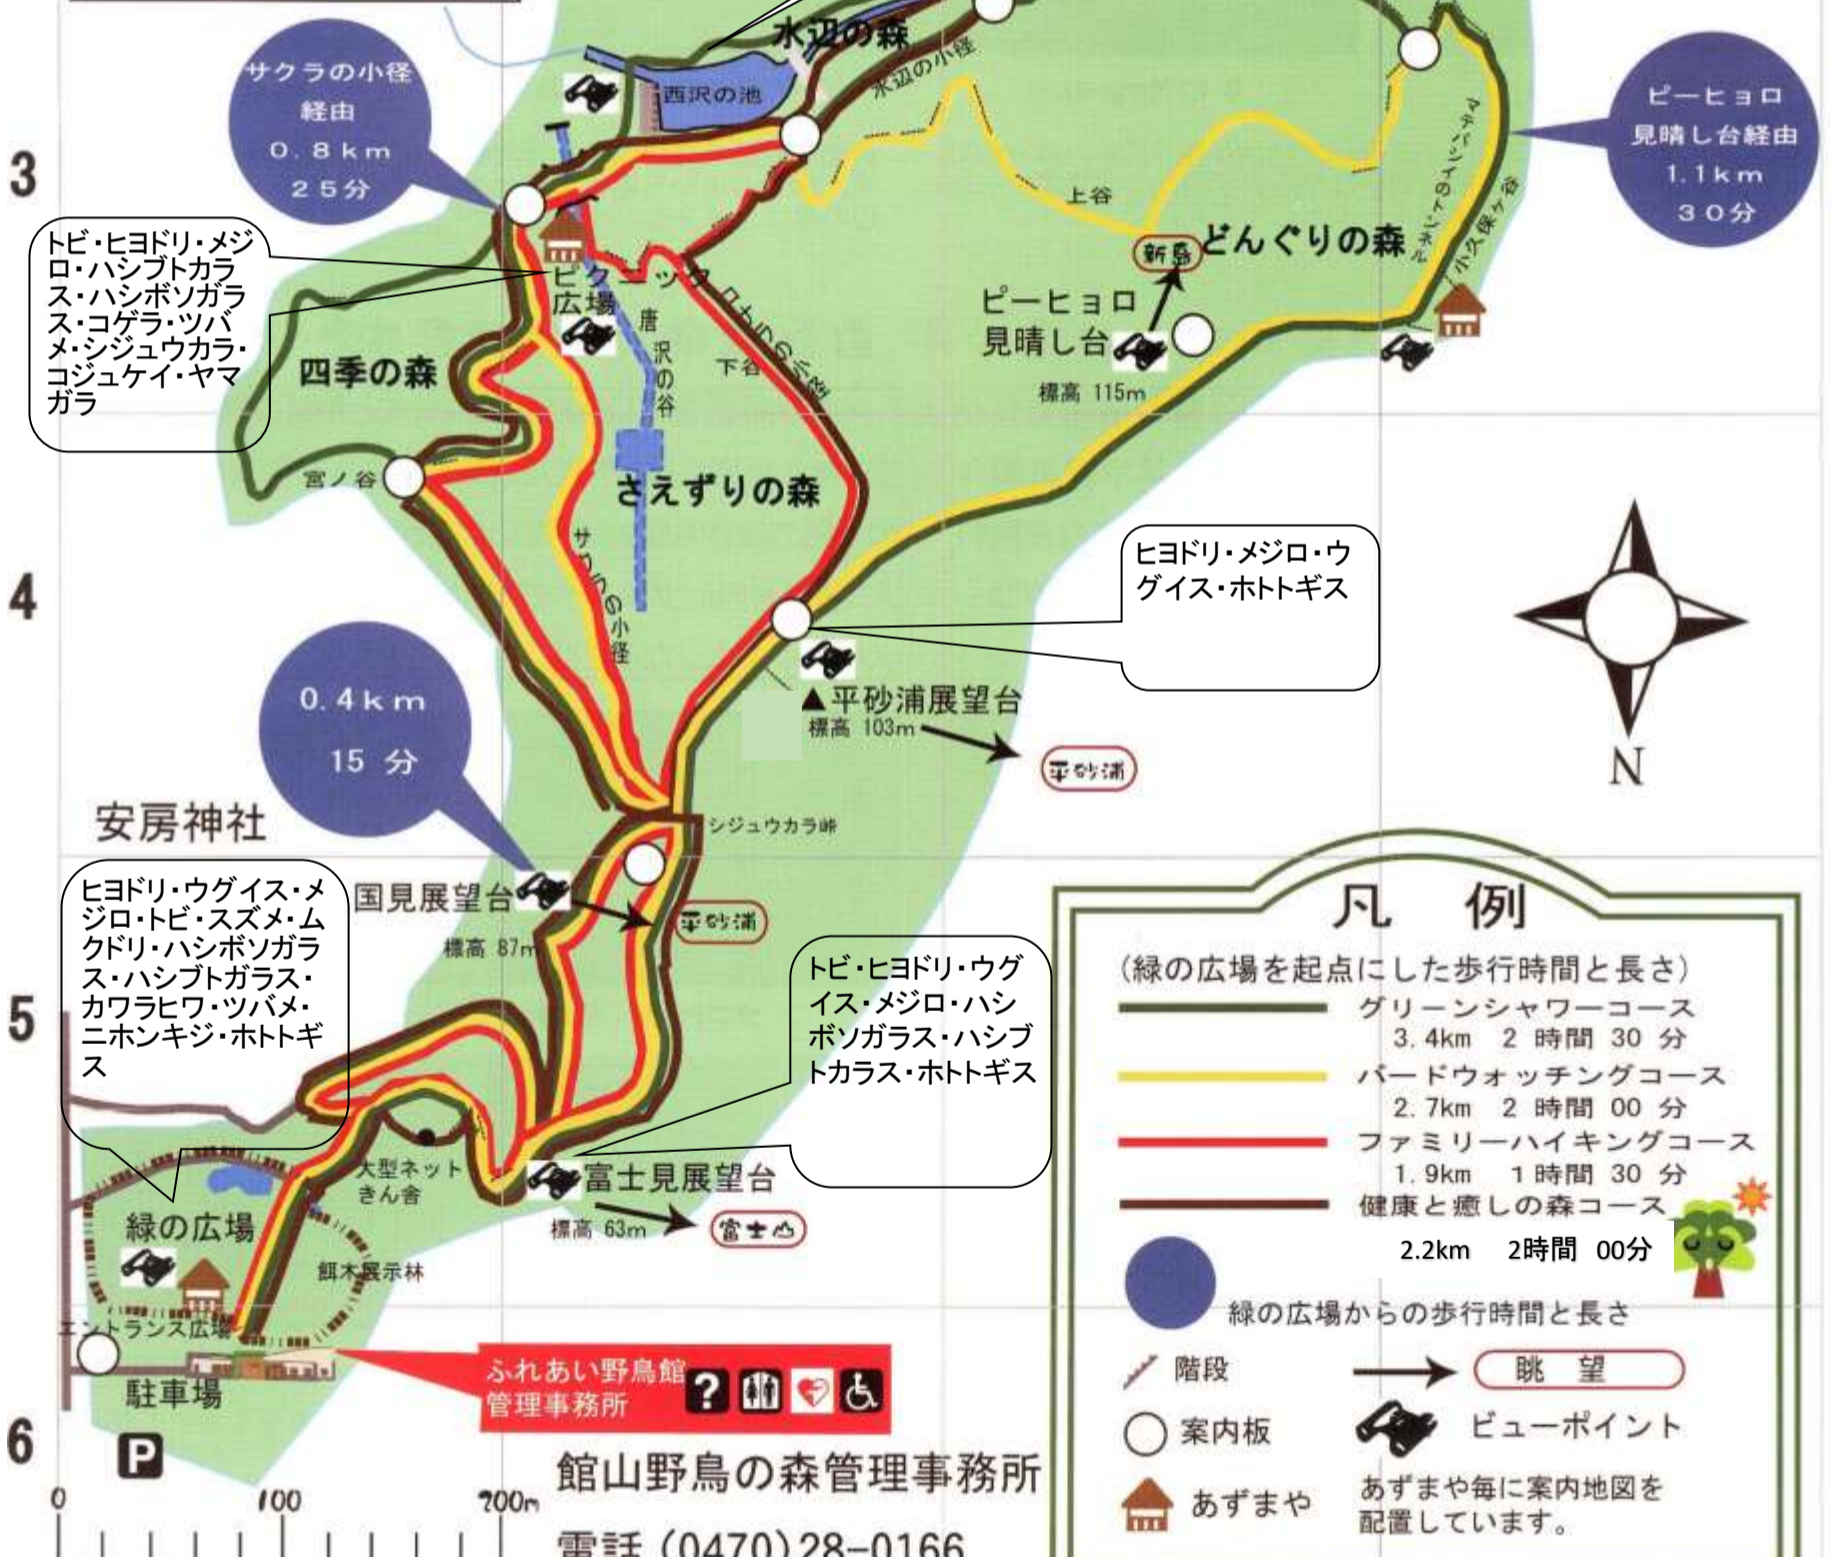 水辺の森
サクラの小径
経由
0.8km
25分
西沢の池
水辺の小径
ピーヒョロ
見晴し台経由
1.1km
30分
3
マテバシイのトンネル
小久保ヶ谷
上谷
どんぐりの森
新島
トビ・ヒヨドリ・メジ
ロ・ハシブトカラ
ス・ハシボソガラ
ス・コゲラ・ツバ
メ・シジュウカラ・
コジュケイ・ヤマ
ガラ
ピクニック
広場
唐沢の谷
下谷
ピーヒョロ
見晴し台
標高 115m
四季の森
宮ノ谷
さえずりの森
サクラの小径
4
ヒヨドリ・メジロ・ウ
グイス・ホトトギス
▲平砂浦展望台
標高 103m
平砂浦
N
0.4km
15 分
安房神社
シジュウカラ峠
国見展望台
標高 87m
平砂浦
ヒヨドリ・ウグイス・メ
ジロ・トビ・スズメ・ム
クドリ・ハシボソガラ
ス・ハシブトガラス・
カワラヒワ・ツバメ・
ニホンキジ・ホトトギ
ス
5
トビ・ヒヨドリ・ウグ
イス・メジロ・ハシ
ボソガラス・ハシブ
トカラス・ホトトギス
大型ネット
きん舎
富士見展望台
標高 63m
富士山
緑の広場
餌木展示林
エントランス広場
駐車場
P
6
ふれあい野鳥館
管理事務所
?
館山野鳥の森管理事務所
電話 (0470)28-0166
0 100 200m
凡 例
(緑の広場を起点にした歩行時間と長さ)
グリーンシャワーコース
3.4km 2 時間 30 分
バードウォッチングコース
2.7km 2 時間 00 分
ファミリーハイキングコース
1.9km 1時間 30 分
健康と癒しの森コース
2.2km 2時間 00分
緑の広場からの歩行時間と長さ
階段
眺 望
案内板
ビューポイント
あずまや
あずまや毎に案内地図を
配置しています。